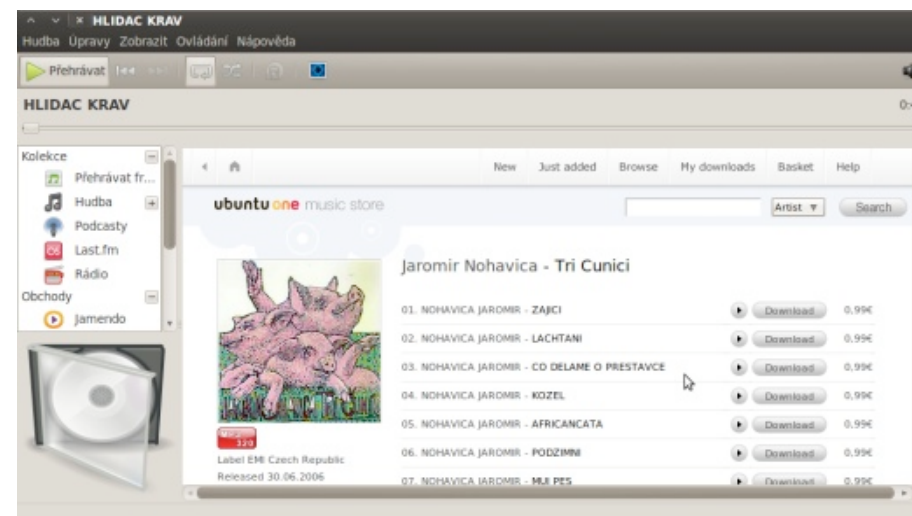 HLIDAC KRAV
Hudba Úpravy Zobrazit Ovládání Nápověda
Přehrávat
HLIDAC KRAV
Kolekce
Přehrávat fr...
Hudba
Podcasty
Last.fm
Rádio
Obchody
Jamendo
New Just added Browse My downloads Basket Help
ubuntu one music store
Artist Search
Jaromir Nohavica - Tri Cunici
01. NOHAVICA JAROMIR - ZAJICI Download 0,99€
02. NOHAVICA JAROMIR - LACHTANI Download 0,99€
03. NOHAVICA JAROMIR - CO DELAME O PRESTAVCE Download 0,99€
04. NOHAVICA JAROMIR - KOZEL Download 0,99€
05. NOHAVICA JAROMIR - AFRICANCATA Download 0,99€
06. NOHAVICA JAROMIR - PODZIMNI Download 0,99€
07. NOHAVICA JAROMIR - MUJ PES Download 0,99€
320
Label EMI Czech Republic
Released 30.06.2006